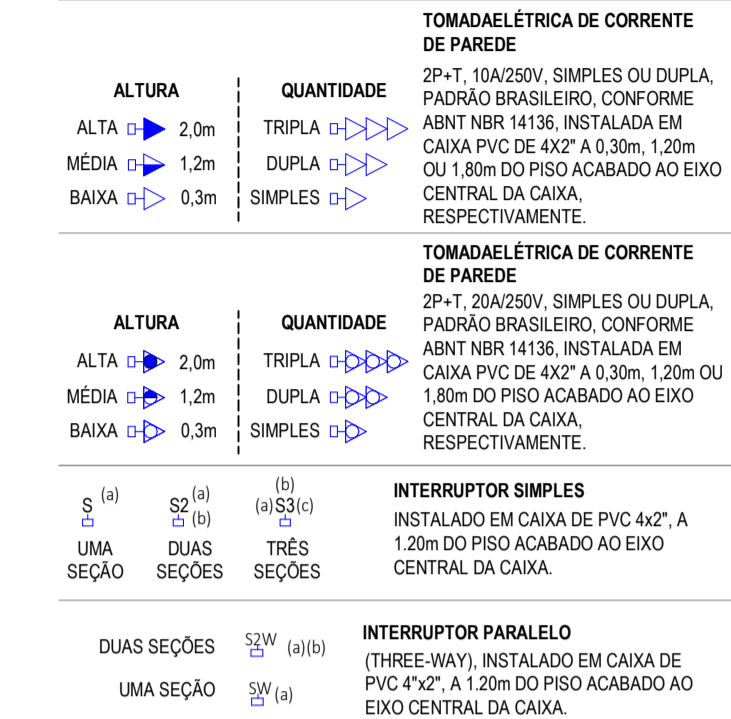 TOMADAELÉTRICA DE CORRENTE
DE PAREDE
ALTURA
ALTA 2,0m
MÉDIA 1,2m
BAIXA 0,3m
QUANTIDADE
TRIPLA
DUPLA
SIMPLES
2P+T, 10A/250V, SIMPLES OU DUPLA,
PADRÃO BRASILEIRO, CONFORME
ABNT NBR 14136, INSTALADA EM
CAIXA PVC DE 4X2" A 0,30m, 1,20m
OU 1,80m DO PISO ACABADO AO EIXO
CENTRAL DA CAIXA,
RESPECTIVAMENTE.
TOMADAELÉTRICA DE CORRENTE
DE PAREDE
ALTURA
ALTA 2,0m
MÉDIA 1,2m
BAIXA 0,3m
QUANTIDADE
TRIPLA
DUPLA
SIMPLES
2P+T, 20A/250V, SIMPLES OU DUPLA,
PADRÃO BRASILEIRO, CONFORME
ABNT NBR 14136, INSTALADA EM
CAIXA PVC DE 4X2" A 0,30m, 1,20m OU
1,80m DO PISO ACABADO AO EIXO
CENTRAL DA CAIXA,
RESPECTIVAMENTE.
S (a)
UMA
SEÇÃO
S2 (a)
(b)
DUAS
SEÇÕES
(b)
(a)S3(c)
TRÊS
SEÇÕES
INTERRUPTOR SIMPLES
INSTALADO EM CAIXA DE PVC 4x2", A
1.20m DO PISO ACABADO AO EIXO
CENTRAL DA CAIXA.
DUAS SEÇÕES S2W (a)(b)
UMA SEÇÃO SW (a)
INTERRUPTOR PARALELO
(THREE-WAY), INSTALADO EM CAIXA DE
PVC 4"x2", A 1.20m DO PISO ACABADO AO
EIXO CENTRAL DA CAIXA.